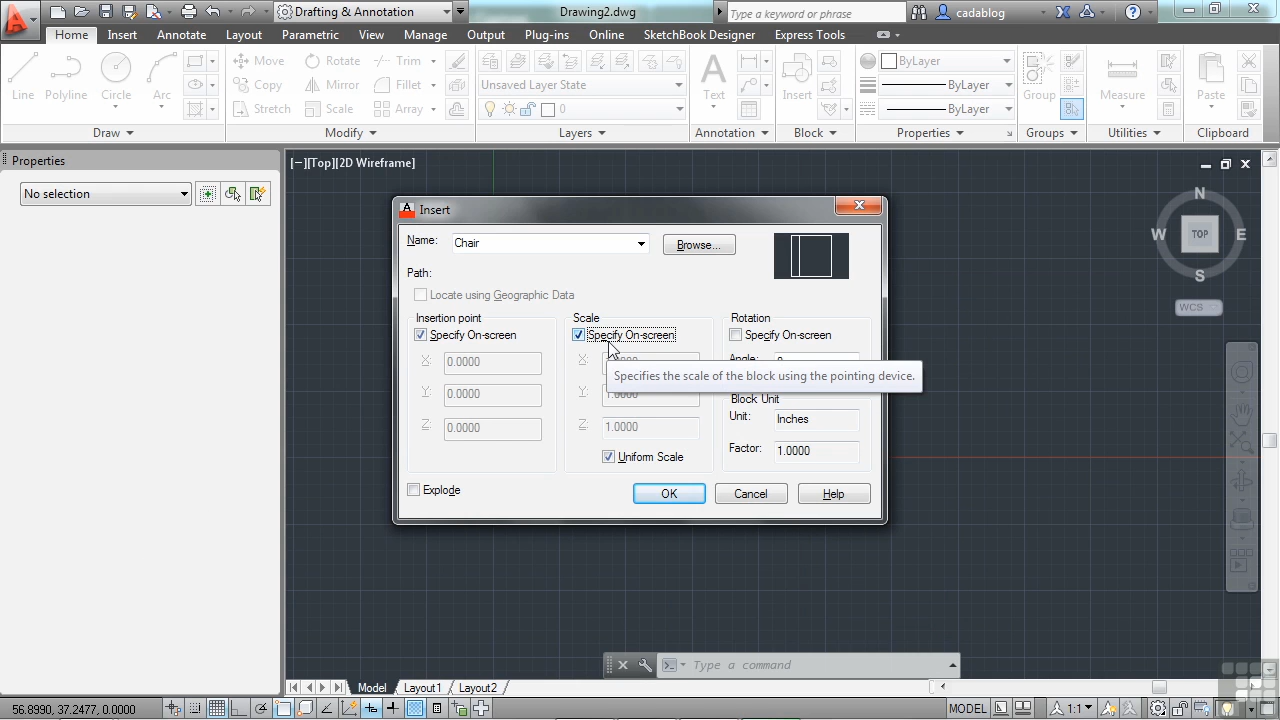 Drafting & Annotation
Drawing2.dwg
Type a keyword or phrase
cadablog
Home Insert Annotate Layout Parametric View Manage Output Plug-ins Online SketchBook Designer Express Tools
Line Polyline Circle Arc
Move Rotate Trim
Copy Mirror Fillet
Stretch Scale Array
Unsaved Layer State
0
Text
Insert
ByLayer
ByLayer
ByLayer
Group
Measure
Paste
Draw Modify Layers Annotation Block Properties Groups Utilities Clipboard
Properties
No selection
[−][Top][2D Wireframe]
N
W TOP E
S
WCS
Insert
Name: Chair Browse...
Path:
Locate using Geographic Data
Insertion point Scale Rotation
Specify On-screen Specify On-screen Specify On-screen
X: 0.0000 X: Angle:
Specifies the scale of the block using the pointing device.
Y: 0.0000 Y: 1.0000 Block Unit
Unit: Inches
Z: 0.0000 Z: 1.0000
Factor: 1.0000
Uniform Scale
Explode OK Cancel Help
Type a command
Model Layout1 Layout2
56.8990, 37.2477, 0.0000
MODEL 1:1